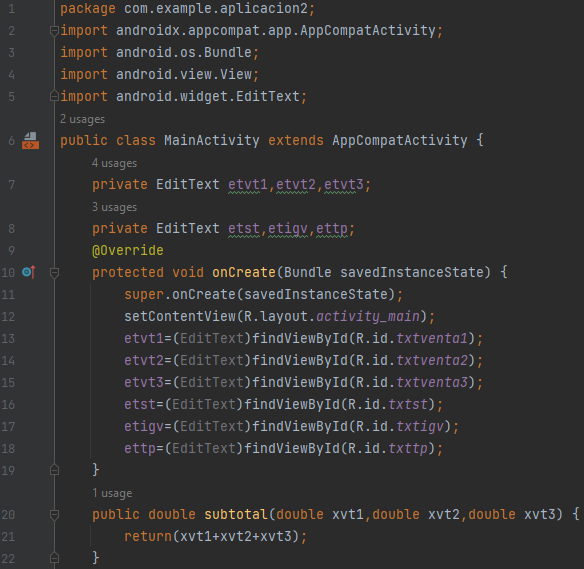 1 package com.example.aplicacion2;
2 import androidx.appcompat.app.AppCompatActivity;
3 import android.os.Bundle;
4 import android.view.View;
5 import android.widget.EditText;
2 usages
6 public class MainActivity extends AppCompatActivity {
4 usages
7 private EditText etvt1,etvt2,etvt3;
3 usages
8 private EditText etst,etigv,ettp;
9 @Override
10 protected void onCreate(Bundle savedInstanceState) {
11 super.onCreate(savedInstanceState);
12 setContentView(R.layout.activity_main);
13 etvt1=(EditText)findViewById(R.id.txtventa1);
14 etvt2=(EditText)findViewById(R.id.txtventa2);
15 etvt3=(EditText)findViewById(R.id.txtventa3);
16 etst=(EditText)findViewById(R.id.txtst);
17 etigv=(EditText)findViewById(R.id.txtigv);
18 ettp=(EditText)findViewById(R.id.txttp);
19 }
1 usage
20 public double subtotal(double xvt1,double xvt2,double xvt3) {
21 return(xvt1+xvt2+xvt3);
22 }